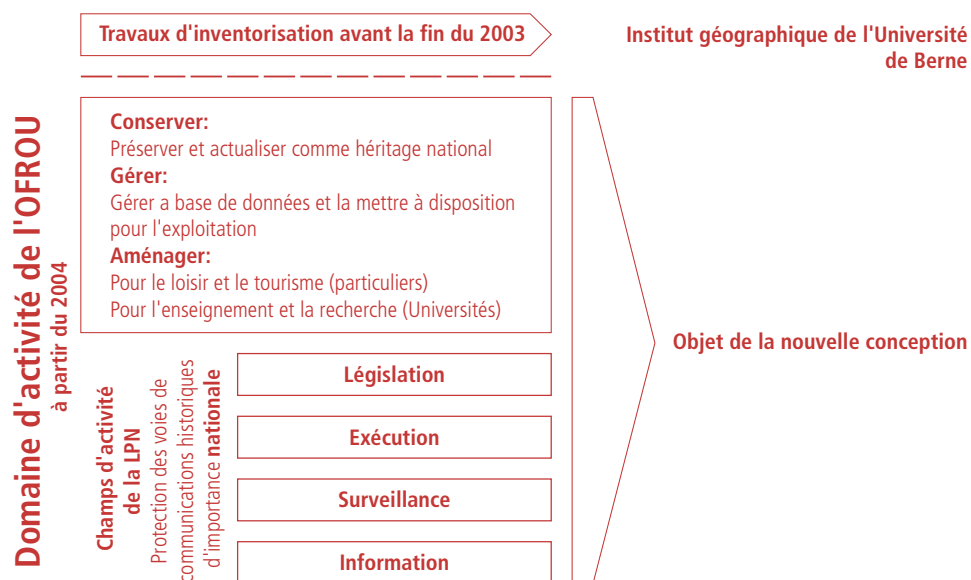 Travaux d'inventorisation avant la fin du 2003
Institut géographique de l'Université
de Berne
Domaine d'activité de l'OFROU
à partir du 2004
Conserver:
Préserver et actualiser comme héritage national
Gérer:
Gérer a base de données et la mettre à disposition
pour l'exploitation
Aménager:
Pour le loisir et le tourisme (particuliers)
Pour l'enseignement et la recherche (Universités)
Objet de la nouvelle conception
Champs d'activité
de la LPN
Protection des voies de
communications historiques
d'importance nationale
Législation
Exécution
Surveillance
Information